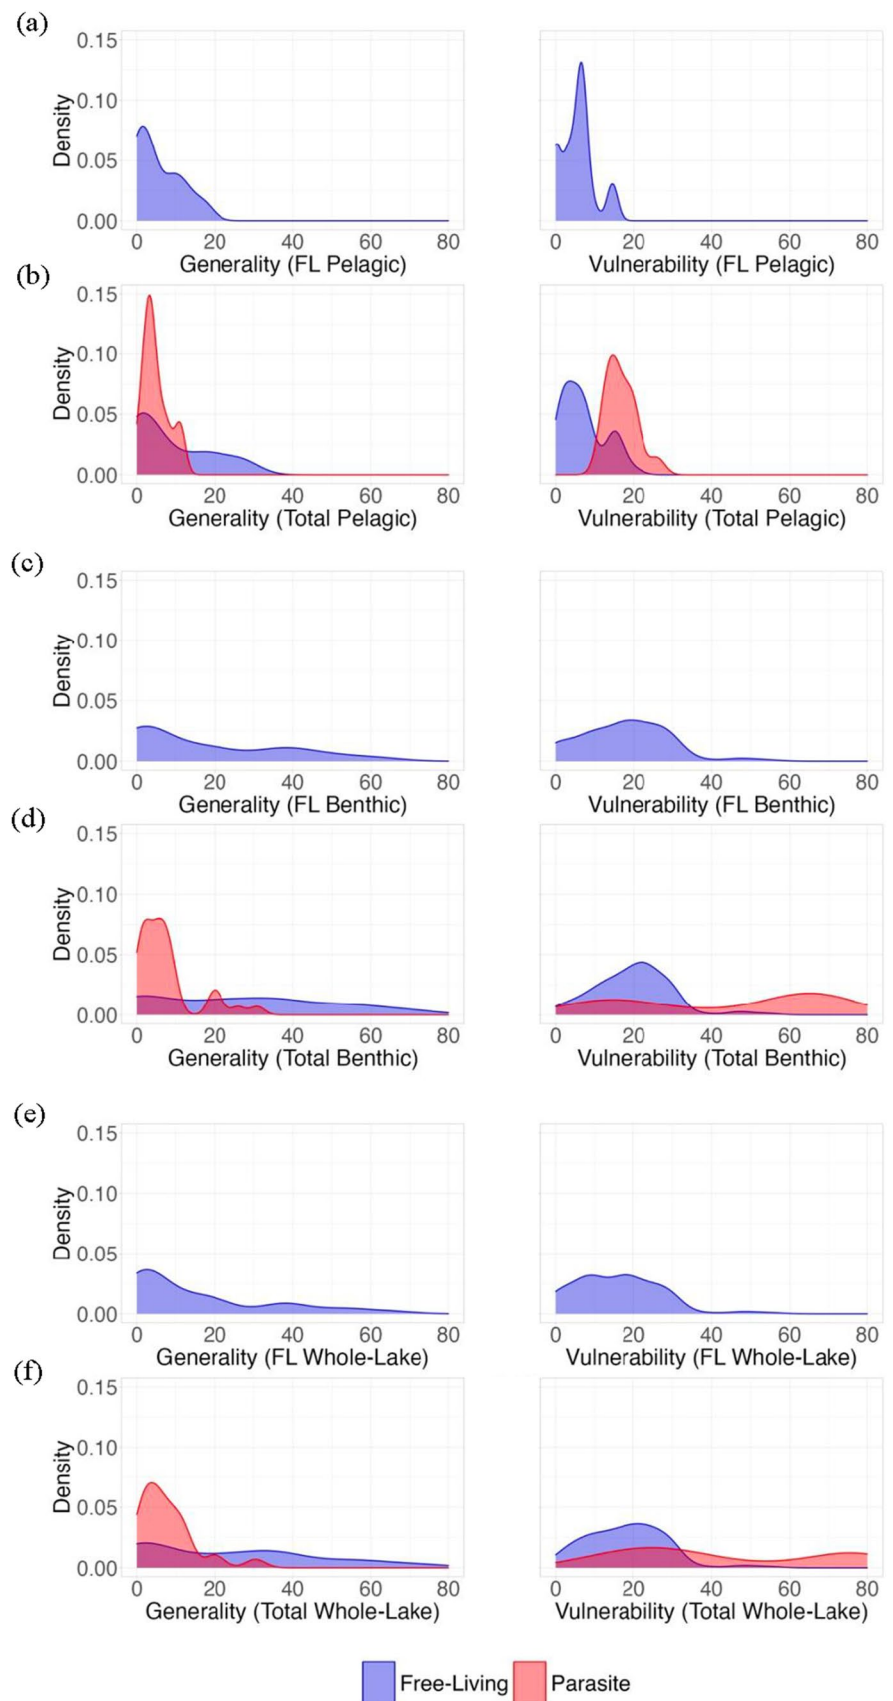 (a)
0.15
0.10
0.05
0.00
Density
0 20 40 60 80 0 20 40 60 80
Generality (FL Pelagic) Vulnerability (FL Pelagic)
(b)
0.15
0.10
0.05
0.00
Density
0 20 40 60 80 0 20 40 60 80
Generality (Total Pelagic) Vulnerability (Total Pelagic)
(c)
0.15
0.10
0.05
0.00
Density
0 20 40 60 80 0 20 40 60 80
Generality (FL Benthic) Vulnerability (FL Benthic)
(d)
0.15
0.10
0.05
0.00
Density
0 20 40 60 80 0 20 40 60 80
Generality (Total Benthic) Vulnerability (Total Benthic)
(e)
0.15
0.10
0.05
0.00
Density
0 20 40 60 80 0 20 40 60 80
Generality (FL Whole-Lake) Vulnerability (FL Whole-Lake)
(f)
0.15
0.10
0.05
0.00
Density
0 20 40 60 80 0 20 40 60 80
Generality (Total Whole-Lake) Vulnerability (Total Whole-Lake)
Free-Living Parasite